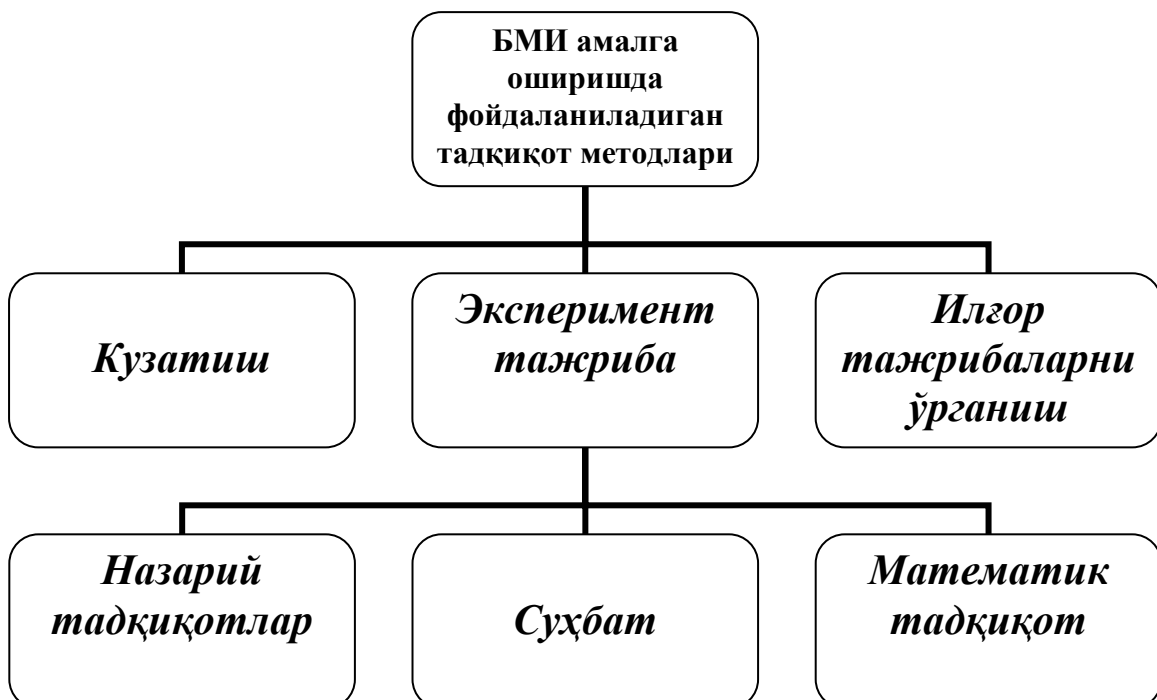 БМИ амалга
оширишда
фойдаланиладиган
тадқиқот методлари
Кузатиш
Эксперимент
тажриба
Илғор
тажрибаларни
ўрганиш
Назарий
тадқиқотлар
Суҳбат
Математик
тадқиқот